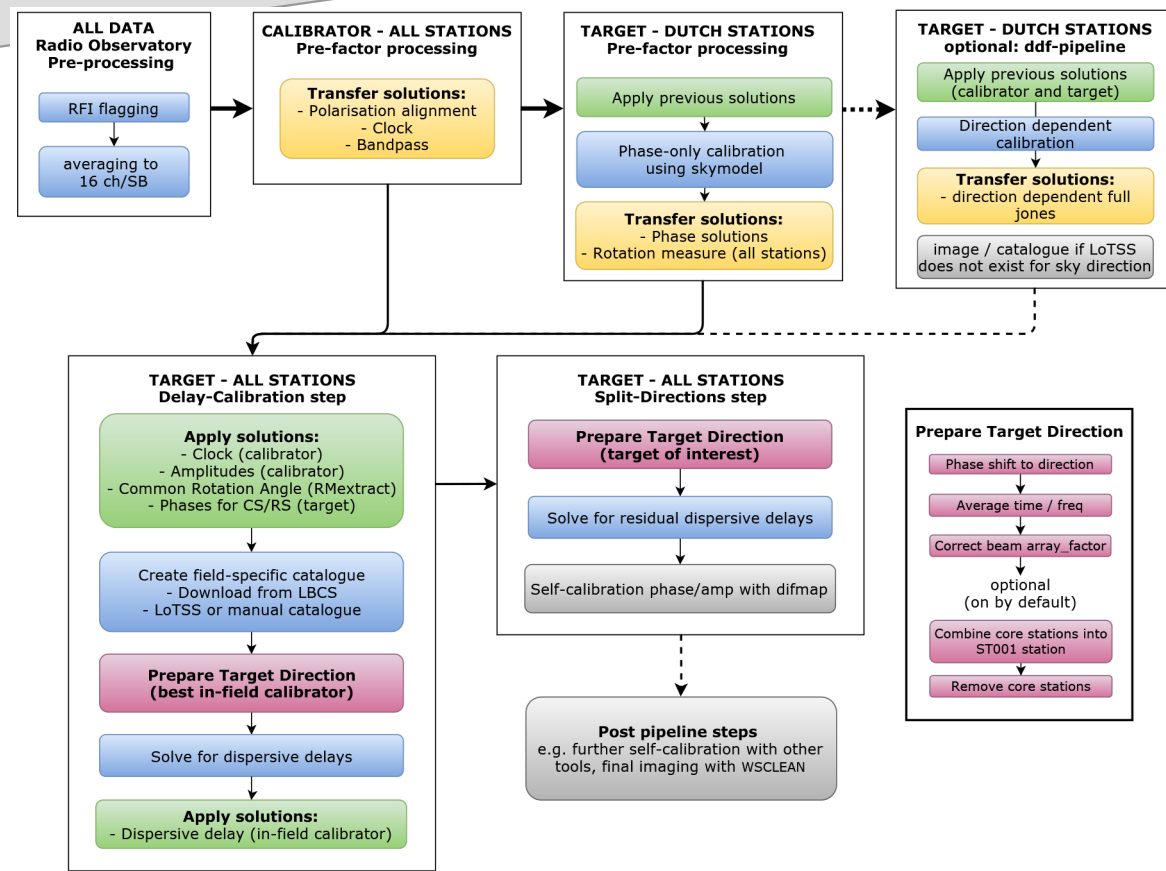 ALL DATA
Radio Observatory
Pre-processing
RFI flagging
averaging to
16 ch/SB
CALIBRATOR - ALL STATIONS
Pre-factor processing
Transfer solutions:
- Polarisation alignment
- Clock
- Bandpass
TARGET - DUTCH STATIONS
Pre-factor processing
Apply previous solutions
Phase-only calibration
using skymodel
Transfer solutions:
- Phase solutions
- Rotation measure (all stations)
TARGET - DUTCH STATIONS
optional: ddf-pipeline
Apply previous solutions
(calibrator and target)
Direction dependent
calibration
Transfer solutions:
- direction dependent full
jones
image / catalogue if LoTSS
does not exist for sky direction
TARGET - ALL STATIONS
Delay-Calibration step
Apply solutions:
- Clock (calibrator)
- Amplitudes (calibrator)
- Common Rotation Angle (RMextract)
- Phases for CS/RS (target)
Create field-specific catalogue
- Download from LBCS
- LoTSS or manual catalogue
Prepare Target Direction
(best in-field calibrator)
Solve for dispersive delays
Apply solutions:
- Dispersive delay (in-field calibrator)
TARGET - ALL STATIONS
Split-Directions step
Prepare Target Direction
(target of interest)
Solve for residual dispersive delays
Self-calibration phase/amp with difmap
Post pipeline steps
e.g. further self-calibration with other
tools, final imaging with WSCLEAN
Prepare Target Direction
Phase shift to direction
Average time / freq
Correct beam array_factor
optional
(on by default)
Combine core stations into
ST001 station
Remove core stations